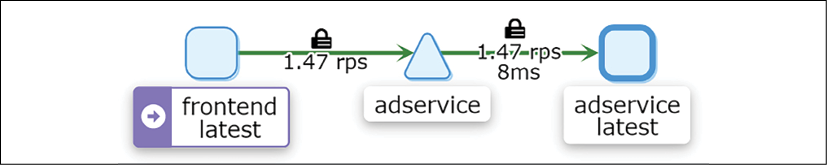 1.47 rps
1.47 rps
8ms
frontend
latest
adservice
adservice
latest